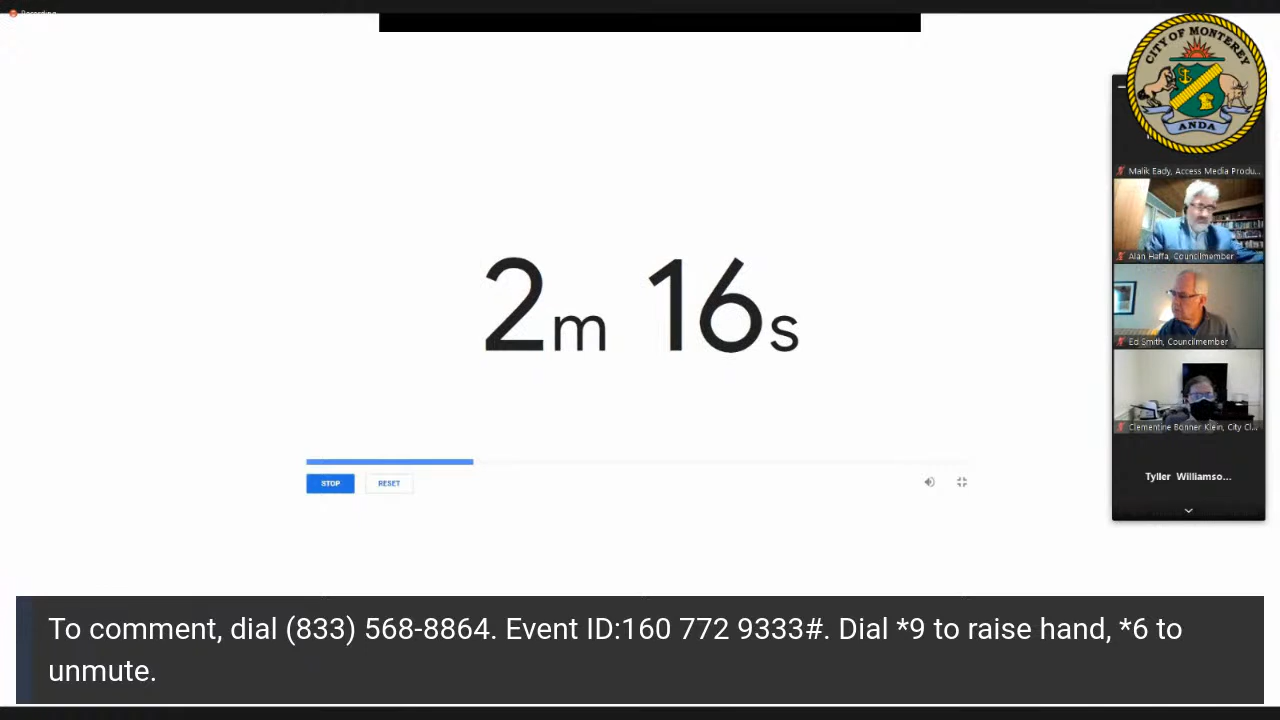 Recording
CITY OF MONTEREY
ANDA
Malik Eady, Access Media Produ...
Alan Haffa, Councilmember
2m 16s
Ed Smith, Councilmember
Clementine Bonner Klein, City Cl...
STOP RESET
Tyller Williamso...
To comment, dial (833) 568-8864. Event ID:160 772 9333#. Dial *9 to raise hand, *6 to
unmute.